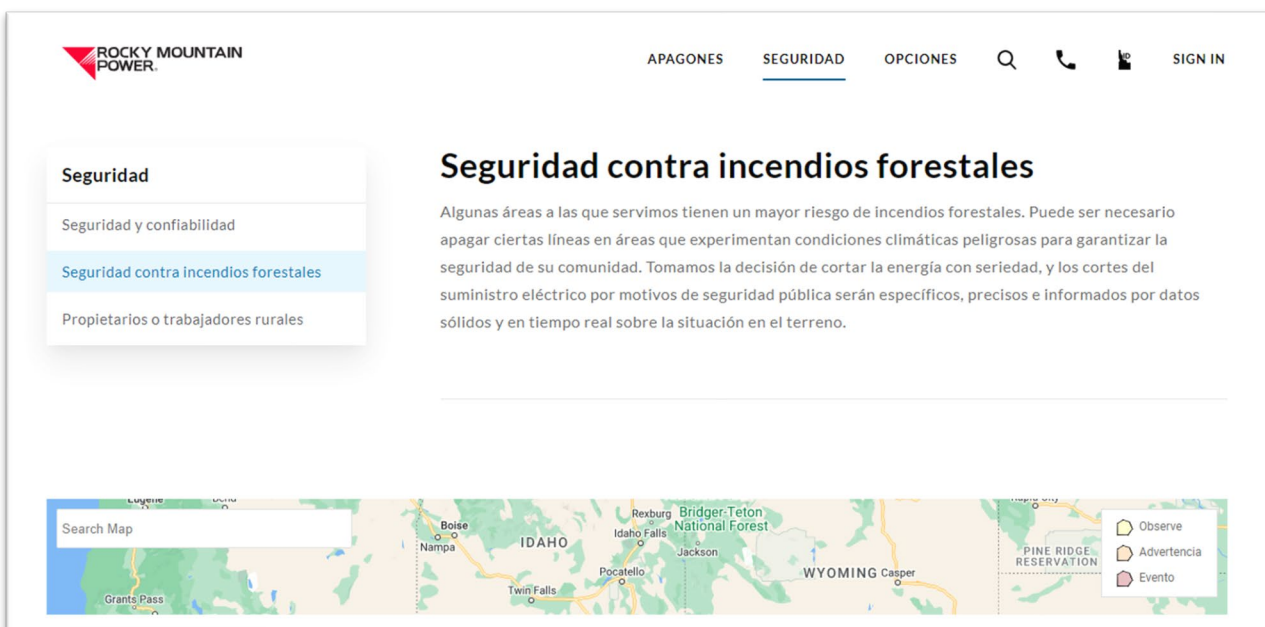 ROCKY MOUNTAIN
POWER.
APAGONES
SEGURIDAD
OPCIONES
SIGN IN
Seguridad
Seguridad y confiabilidad
Seguridad contra incendios forestales
Propietarios o trabajadores rurales
Seguridad contra incendios forestales
Algunas áreas a las que servimos tienen un mayor riesgo de incendios forestales. Puede ser necesario
apagar ciertas líneas en áreas que experimentan condiciones climáticas peligrosas para garantizar la
seguridad de su comunidad. Tomamos la decisión de cortar la energía con seriedad, y los cortes del
suministro eléctrico por motivos de seguridad pública serán específicos, precisos e informados por datos
sólidos y en tiempo real sobre la situación en el terreno.
Search Map
Eugene
Bend
Grants Pass
Boise
Nampa
IDAHO
Rexburg
Idaho Falls
Bridger-Teton
National Forest
Jackson
Pocatello
Twin Falls
WYOMING
Casper
PINE RIDGE
RESERVATION
Observe
Advertencia
Evento